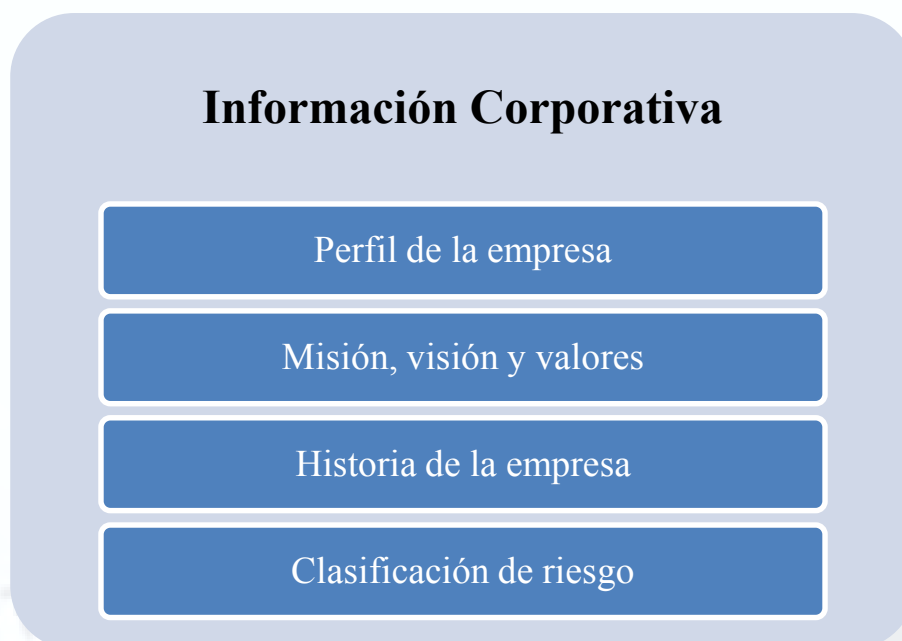 Información Corporativa
Perfil de la empresa
Misión, visión y valores
Historia de la empresa
Clasificación de riesgo